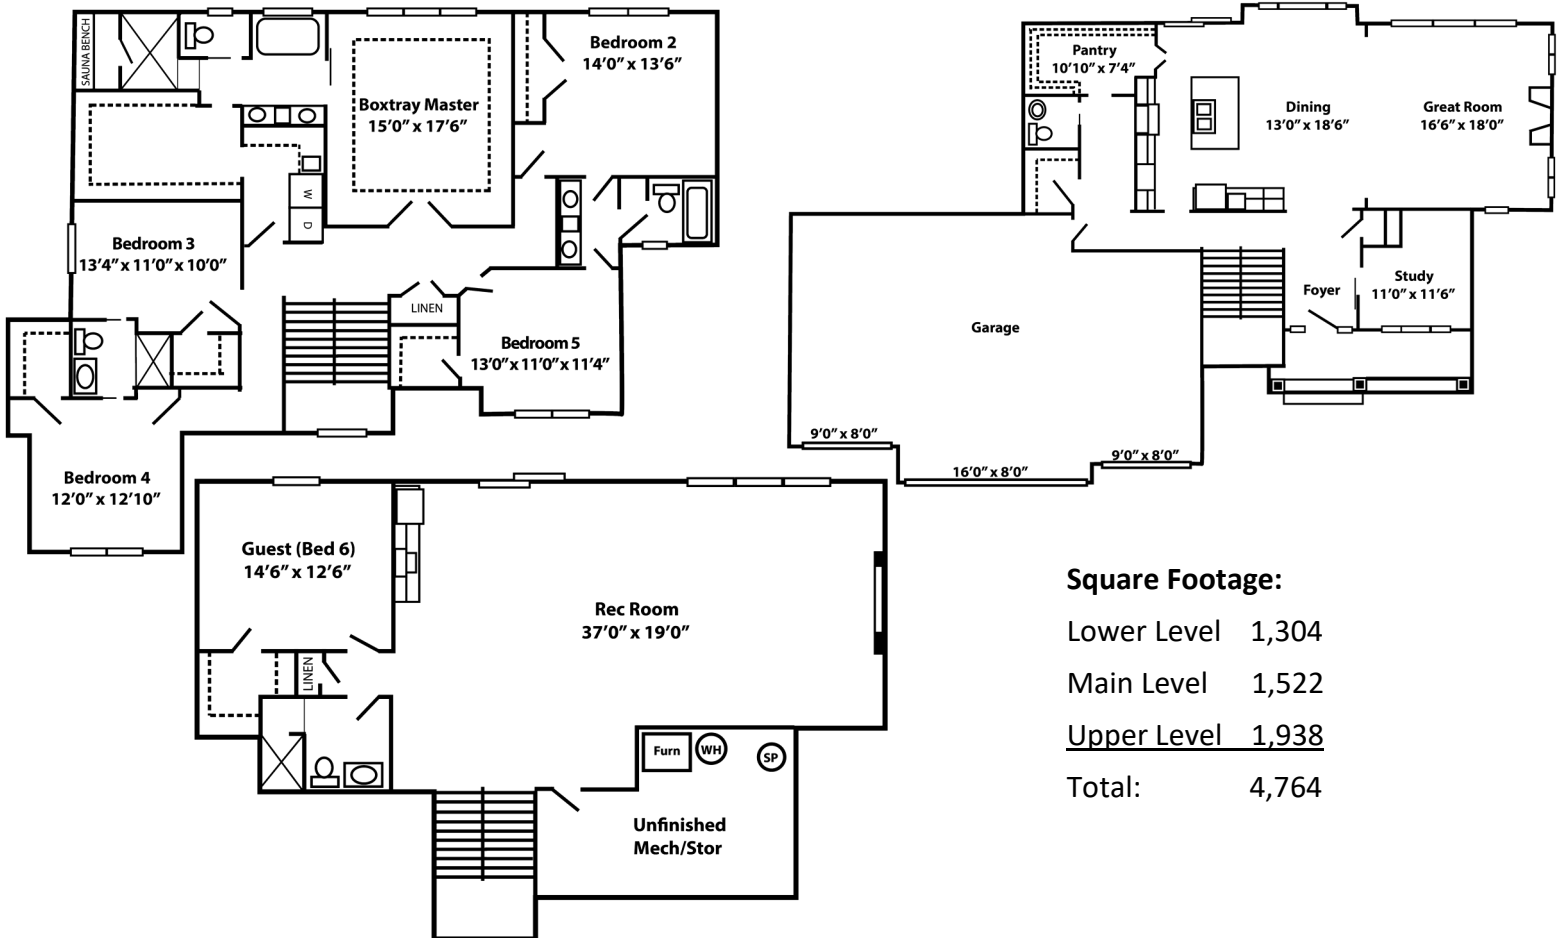 SAUNA BENCH
Boxtray Master
15’0” x 17’6”
Bedroom 2
14’0” x 13’6”
W
D
Bedroom 3
13’4” x 11’0” x 10’0”
LINEN
Bedroom 5
13’0” x 11’0” x 11’4”
Bedroom 4
12’0” x 12’10”
Pantry
10’10” x 7’4”
Dining
13’0” x 18’6”
Great Room
16’6” x 18’0”
Study
11’0” x 11’6”
Foyer
Garage
9’0” x 8’0”
16’0” x 8’0”
9’0” x 8’0”
Guest (Bed 6)
14’6” x 12’6”
Rec Room
37’0” x 19’0”
LINEN
Furn
WH
SP
Unfinished
Mech/Stor
Square Footage:
Lower Level 1,304
Main Level 1,522
Upper Level 1,938
Total: 4,764